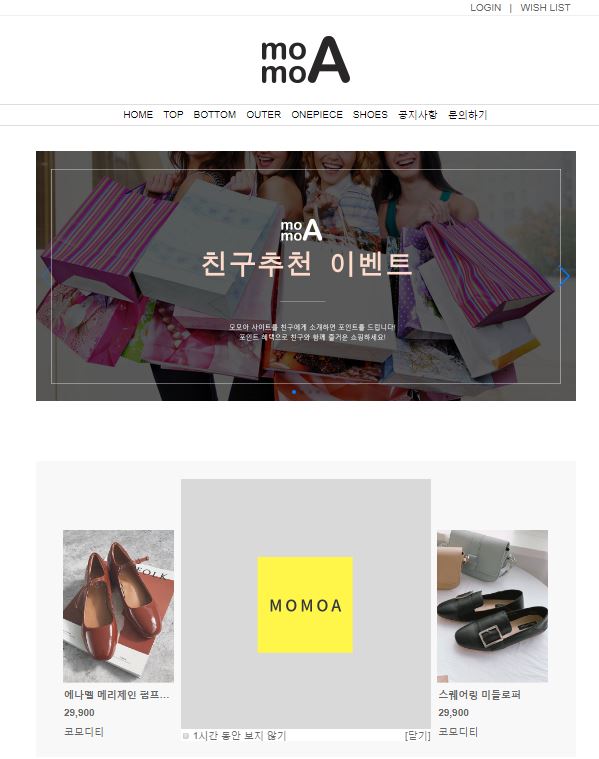 LOGIN | WISH LIST
mo
moA
HOME TOP BOTTOM OUTER ONEPIECE SHOES 공지사항 문의하기
mo
moA
친구추천 이벤트
모모아 사이트를 친구에게 소개하면 포인트를 드립니다!
포인트 혜택으로 친구와 함께 즐거운 쇼핑하세요!
FOLK
MOMOA
에나멜 메리제인 펌프...
29,900
코모디티
스퀘어링 미들로퍼
29,900
코모디티
1시간 동안 보지 않기 [닫기]